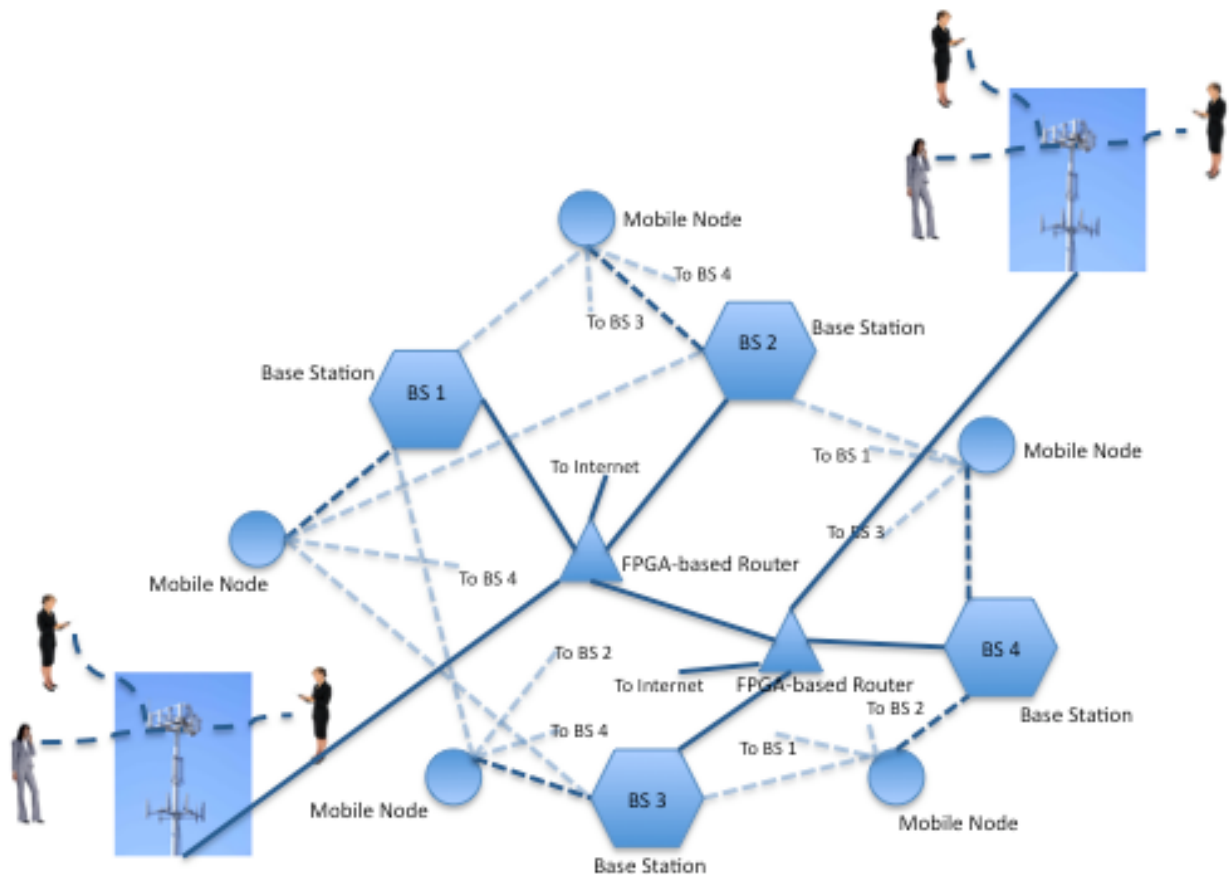 Mobile Node
To BS 4
To BS 3
BS 2
Base Station
Base Station
BS 1
To BS 1
Mobile Node
To Internet
To BS 3
FPGA-based Router
Mobile Node
To BS 4
To BS 2
BS 4
To Internet
FPGA-based Router
To BS 2
Base Station
To BS 4
To BS 1
Mobile Node
BS 3
Mobile Node
Base Station